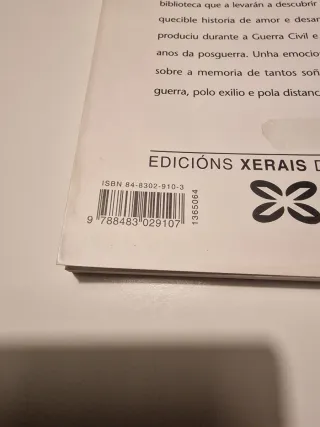 biblioteca que a levarán a descubrir
quecible historia de amor e desam
produciu durante a Guerra Civil e
anos da posguerra. Unha emocio
sobre a memoria de tantos soñ
guerra, polo exilio e pola distanc
EDICIÓNS XERAIS D
ISBN 84-8302-910-3
9 788483 029107
1365064